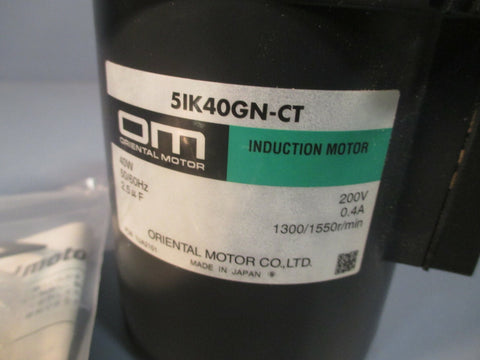 5IK40GN-CT
om
ORIENTAL MOTOR
INDUCTION MOTOR
40W
50/60Hz
2.5μF
200V
0.4A
1300/1550r/min
ORIENTAL MOTOR CO.,LTD.
MADE IN JAPAN
moto